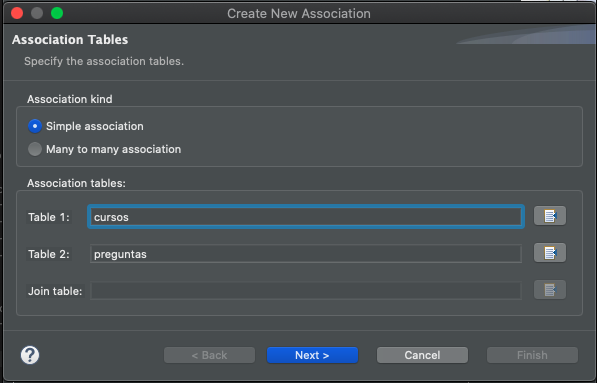 Create New Association
Association Tables
Specify the association tables.
Association kind
Simple association
Many to many association
Association tables:
Table 1: cursos
Table 2: preguntas
Join table:
? < Back Next > Cancel Finish